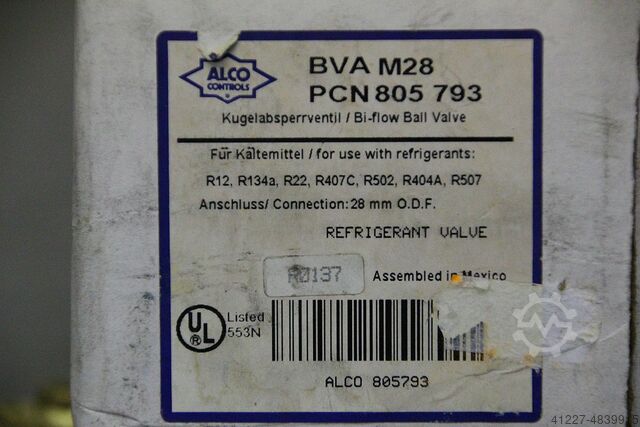 ALCO
CONTROLS
BVA M28
PCN 805 793
Kugelabsperrventil / Bi-flow Ball Valve
Für Kältemittel / for use with refrigerants:
R12, R134a, R22, R407C, R502, R404A, R507
Anschluss/ Connection: 28 mm O.D.F.
REFRIGERANT VALVE
R0137
Assembled in Mexico
UL
Listed
553N
ALCO 805793